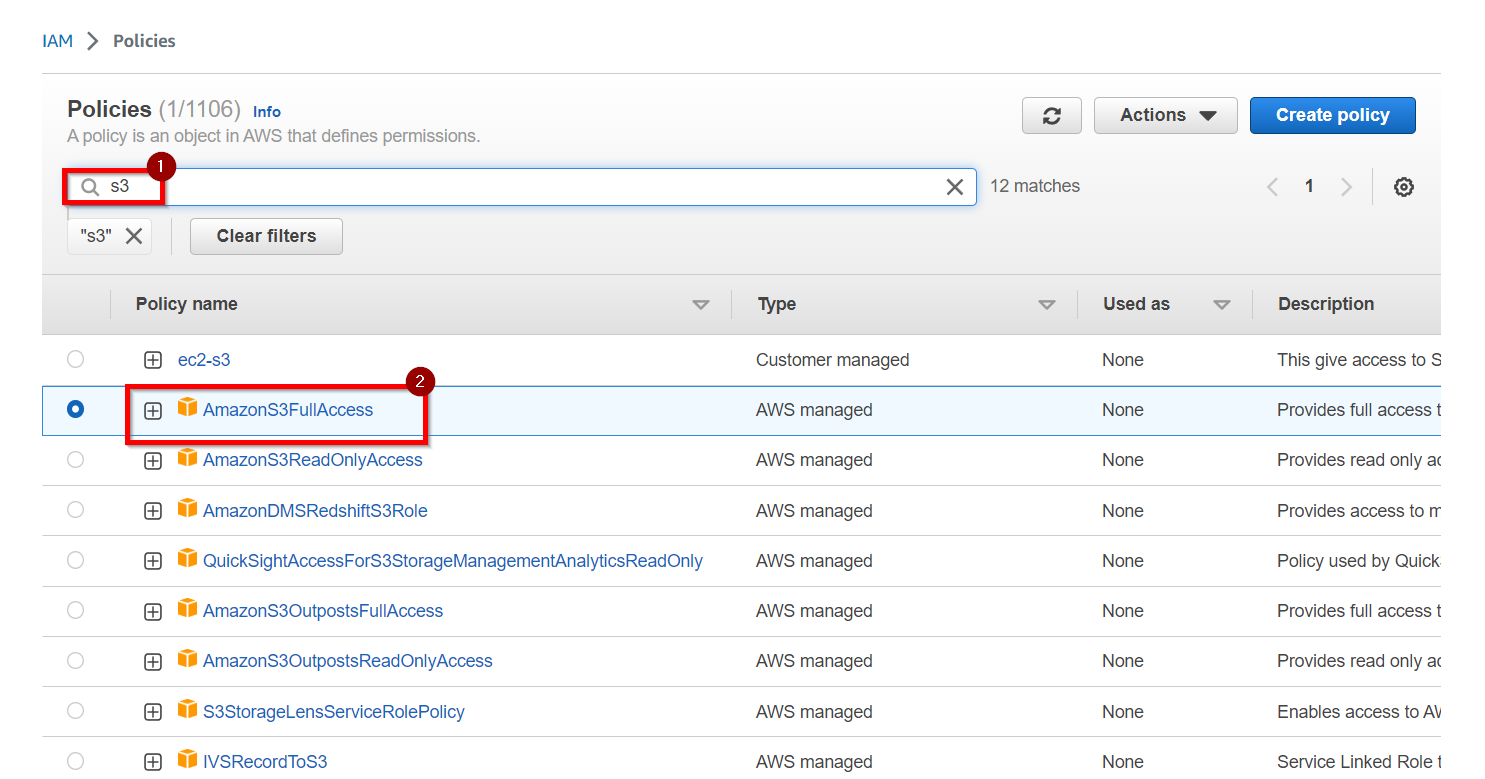 IAM > Policies
Policies (1/1106) Info
A policy is an object in AWS that defines permissions.
Actions
Create policy
1
s3
12 matches
1
"s3"
Clear filters
Policy name Type Used as Description
ec2-s3 Customer managed None This give access to S
2
AmazonS3FullAccess AWS managed None Provides full access t
AmazonS3ReadOnlyAccess AWS managed None Provides read only ac
AmazonDMSRedshiftS3Role AWS managed None Provides access to m
QuickSightAccessForS3StorageManagementAnalyticsReadOnly AWS managed None Policy used by Quick
AmazonS3OutpostsFullAccess AWS managed None Provides full access t
AmazonS3OutpostsReadOnlyAccess AWS managed None Provides read only ac
S3StorageLensServiceRolePolicy AWS managed None Enables access to AW
IVSRecordToS3 AWS managed None Service Linked Role t